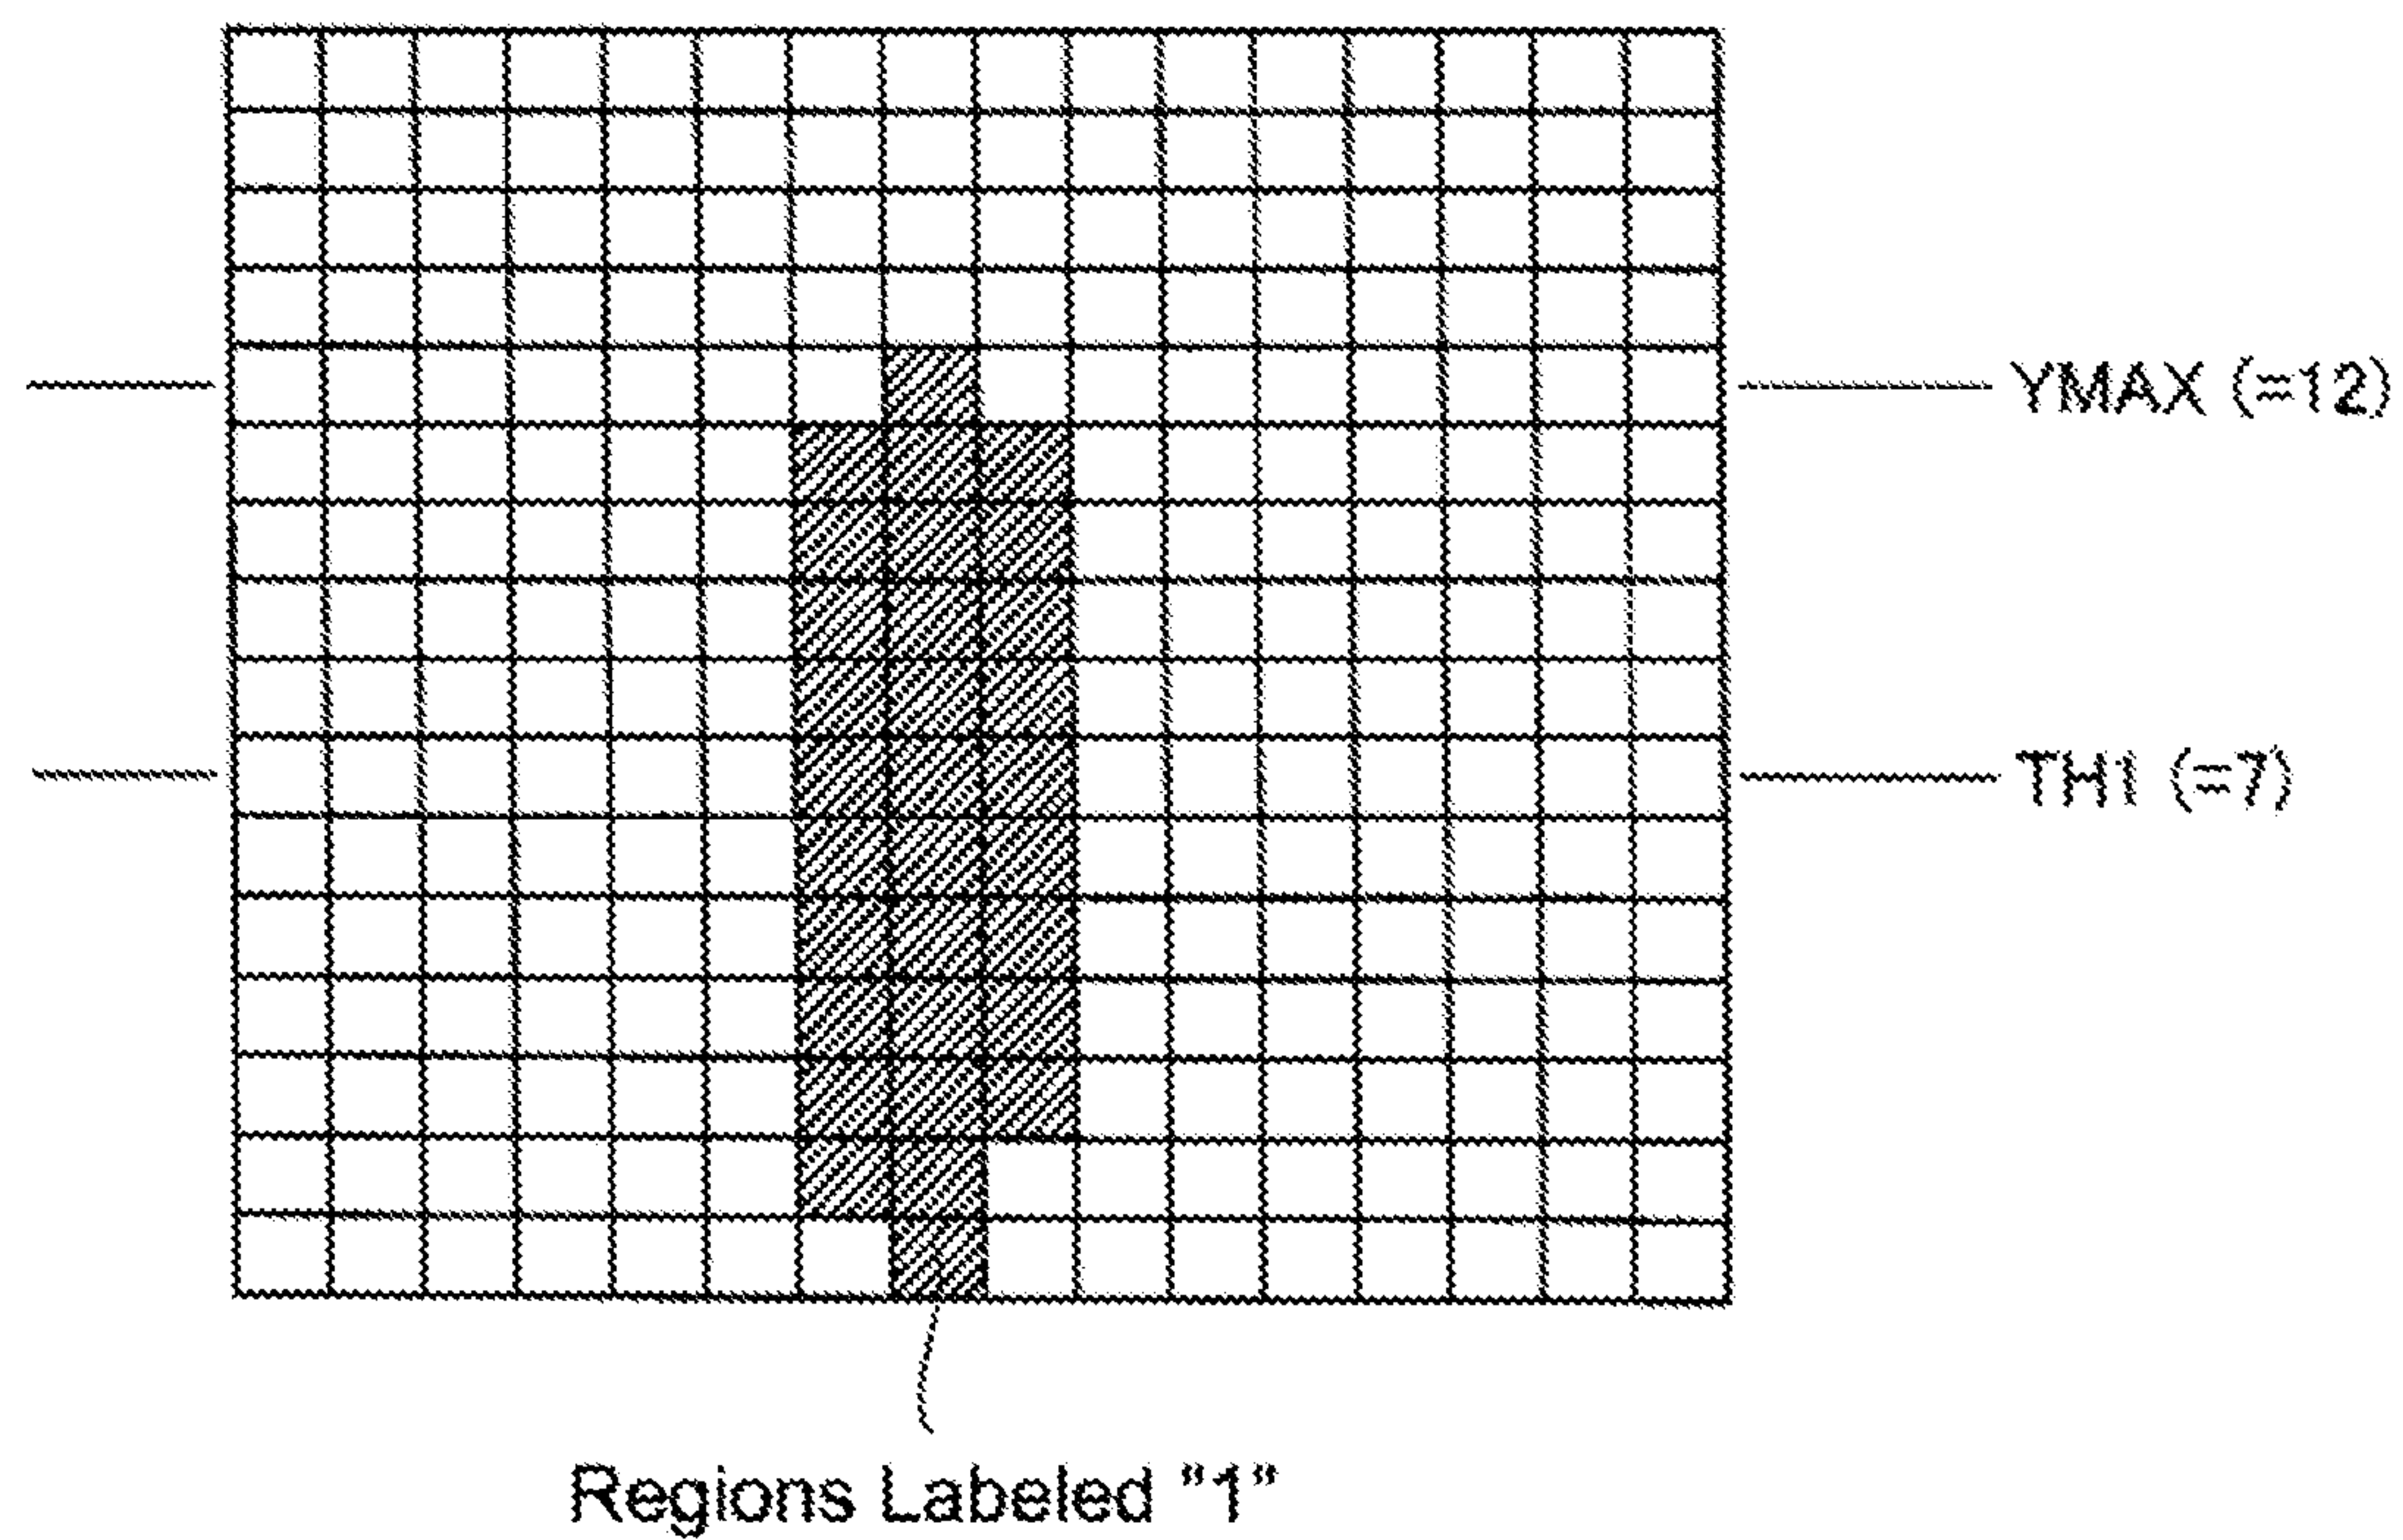 YMAX (=12)
TH1 (=7)
Regions Labeled "1"